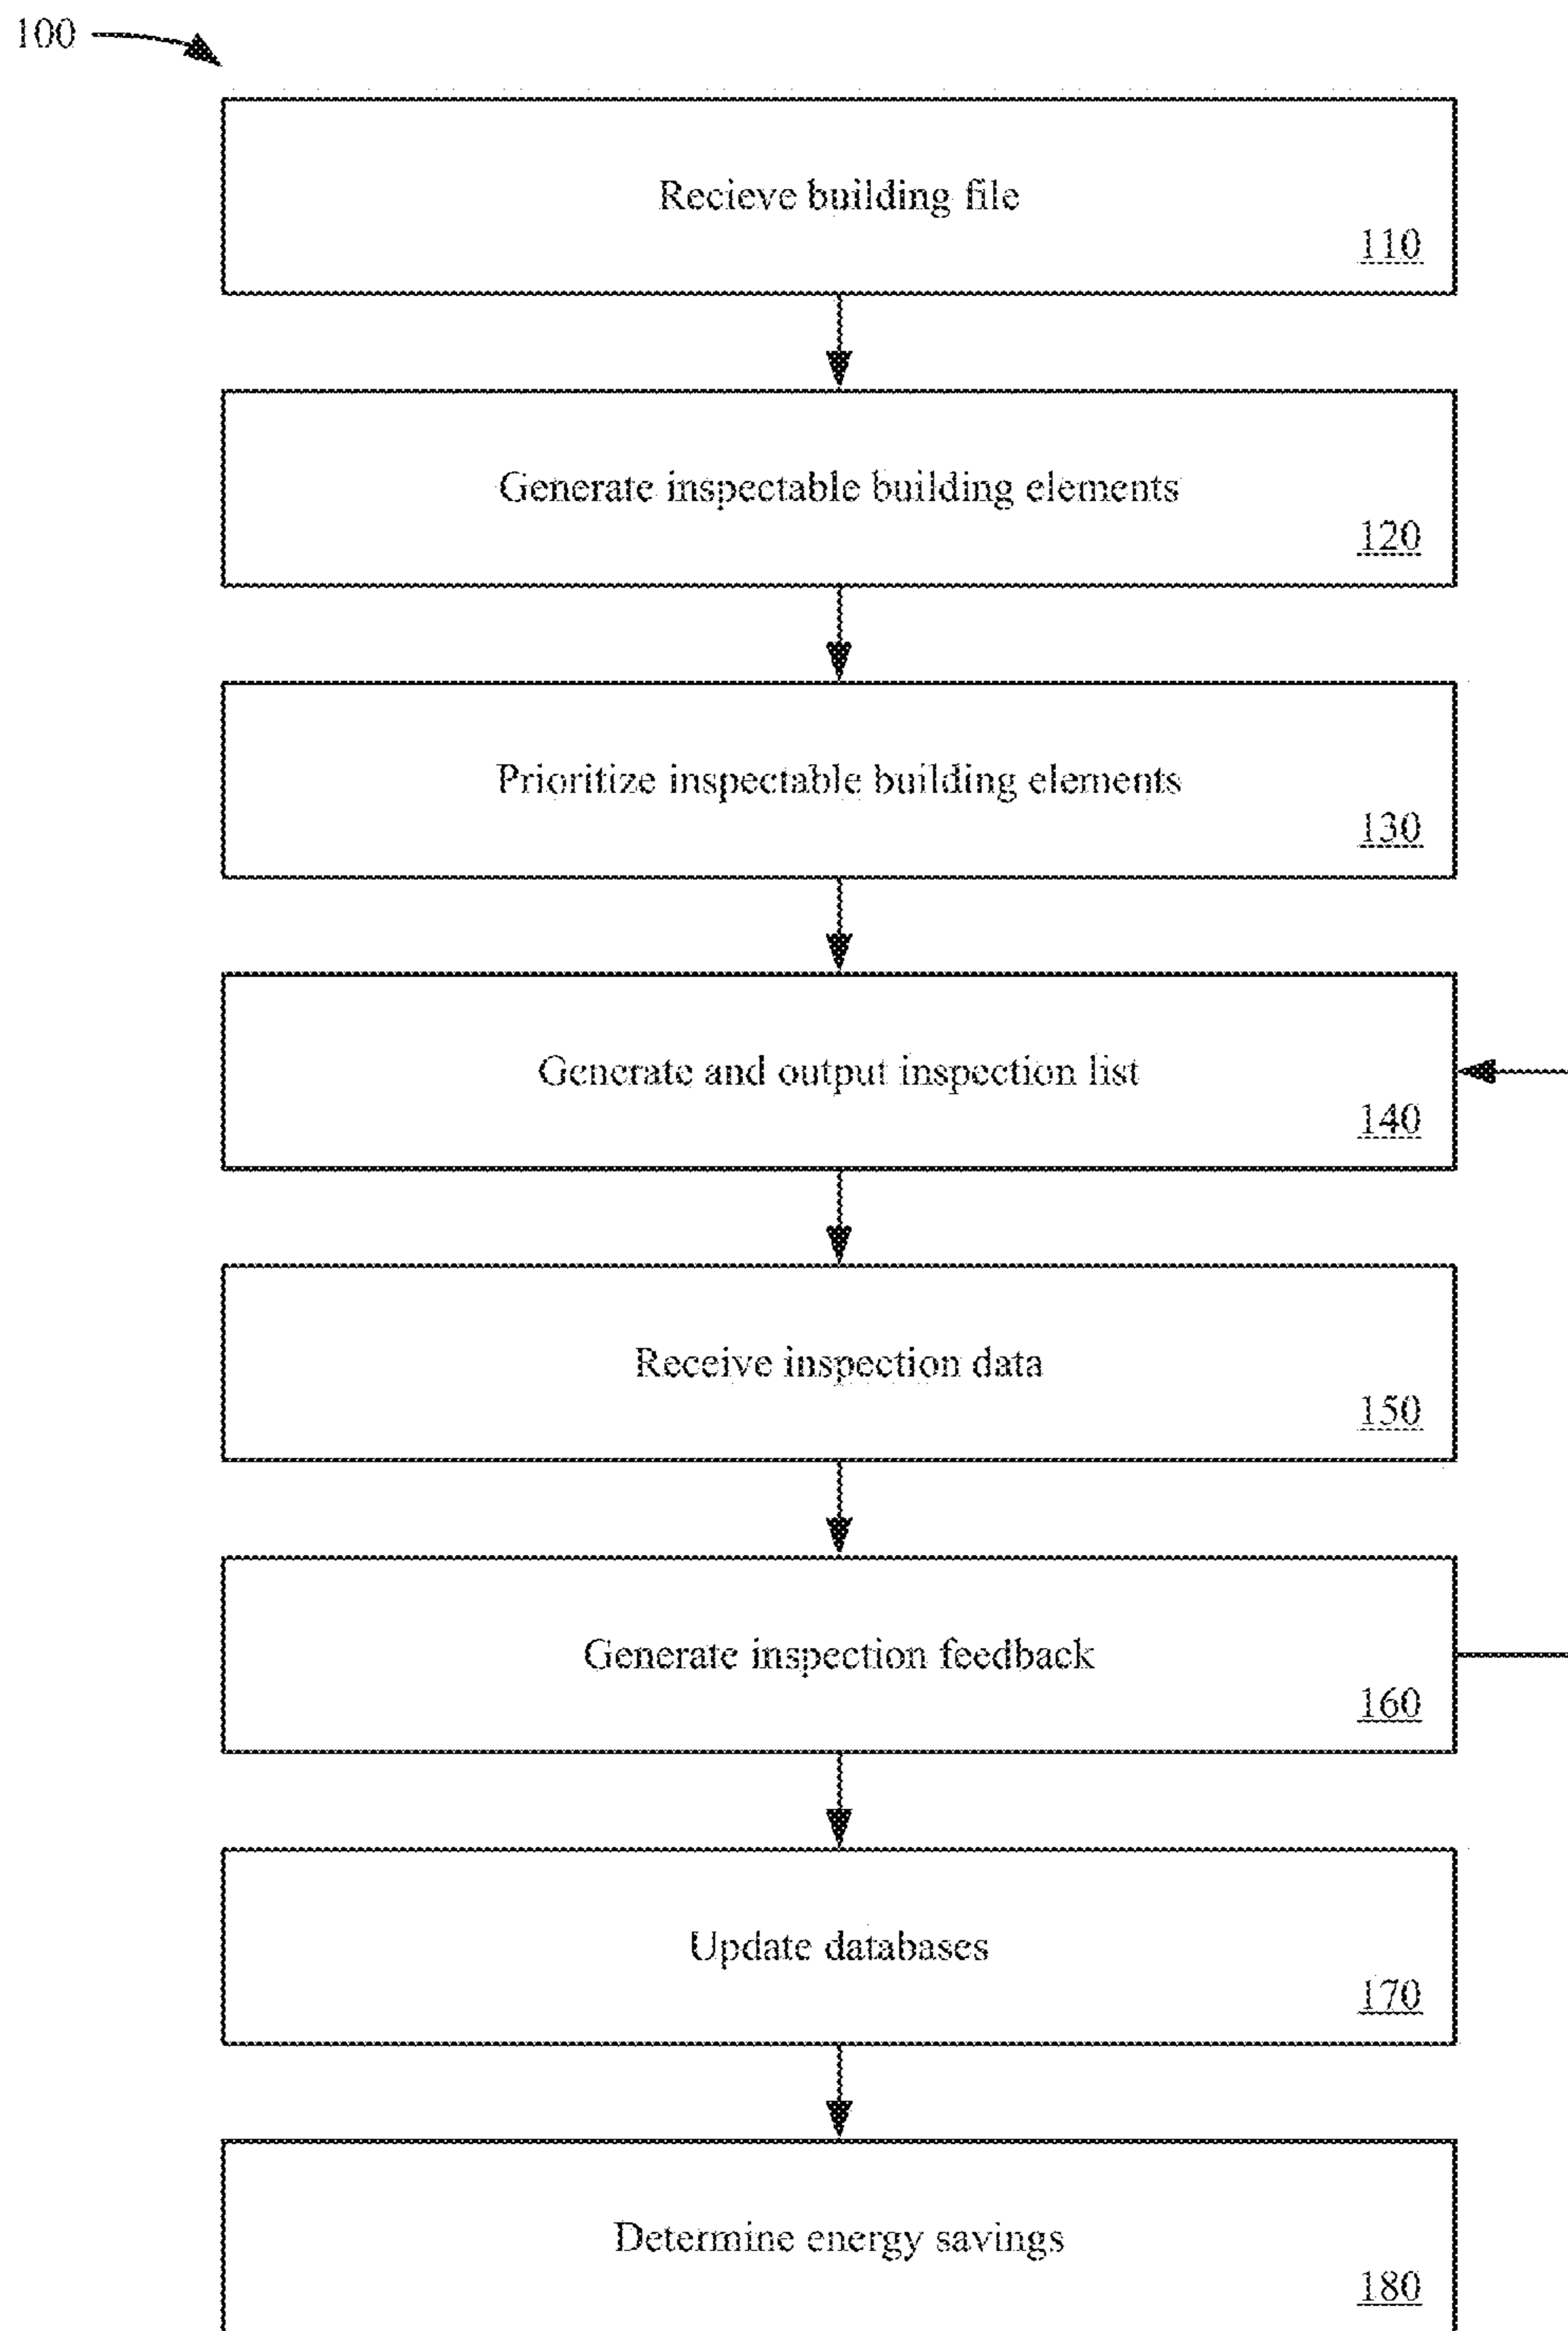 100
Recieve building file
110
Generate inspectable building elements
120
Prioritize inspectable building elements
130
Generate and output inspection list
140
Receive inspection data
150
Generate inspection feedback
160
Update databases
170
Determine energy savings
180